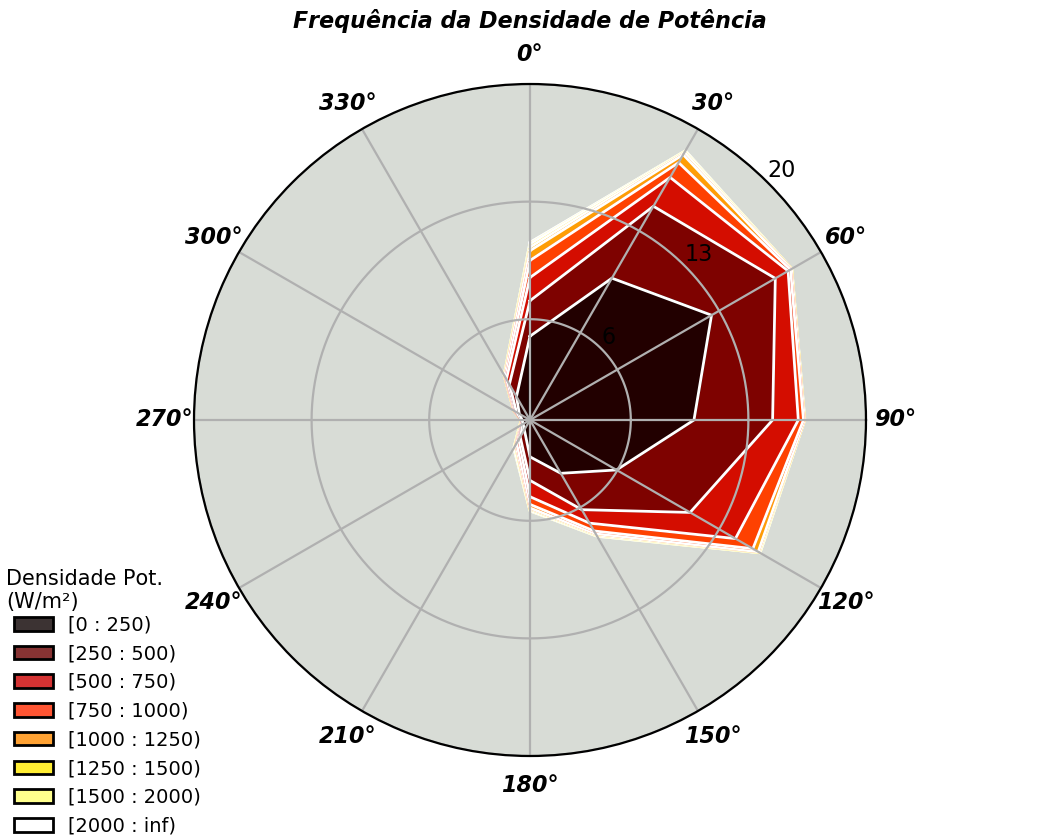 Frequência da Densidade de Potência
0°
330°
30°
20
300°
60°
13
6
270°
90°
240°
120°
210°
150°
180°
Densidade Pot.
(W/m²)
[0 : 250)
[250 : 500)
[500 : 750)
[750 : 1000)
[1000 : 1250)
[1250 : 1500)
[1500 : 2000)
[2000 : inf)